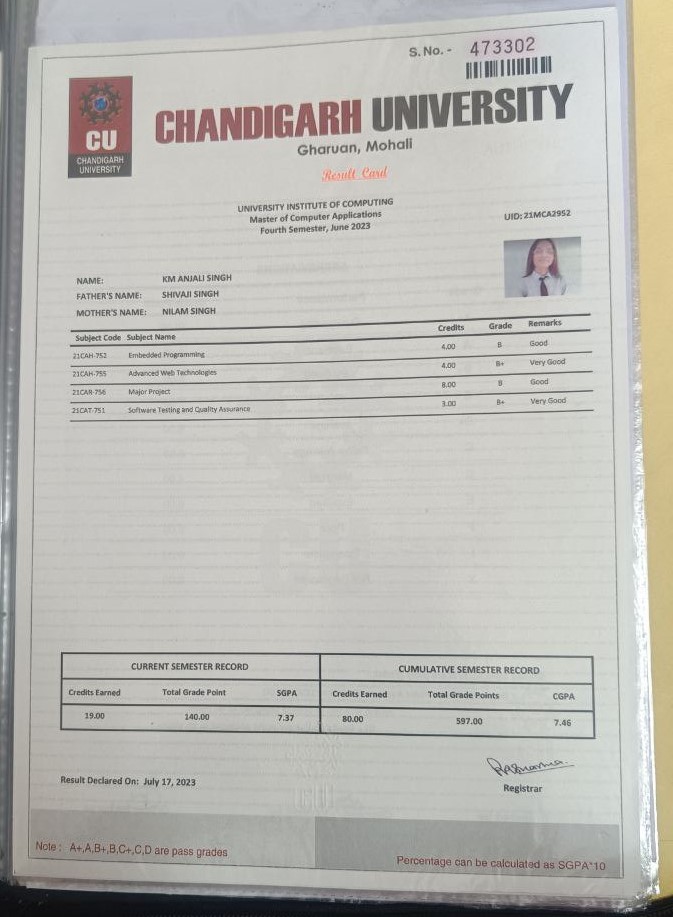 S. No. - 473302
CU
CHANDIGARH
UNIVERSITY
CHANDIGARH UNIVERSITY
Gharuan, Mohali
Result Card
UNIVERSITY INSTITUTE OF COMPUTING
Master of Computer Applications
Fourth Semester, June 2023
UID: 21MCA2952
NAME: KM ANJALI SINGH
FATHER'S NAME: SHIVAJI SINGH
MOTHER'S NAME: NILAM SINGH
Subject Code Subject Name Credits Grade Remarks
21CAH-752 Embedded Programming 4.00 B Good
21CAH-755 Advanced Web Technologies 4.00 B+ Very Good
21CAR-756 Major Project 8.00 B Good
21CAT-751 Software Testing and Quality Assurance 3.00 B+ Very Good
CURRENT SEMESTER RECORD CUMULATIVE SEMESTER RECORD
Credits Earned Total Grade Point SGPA Credits Earned Total Grade Points CGPA
19.00 140.00 7.37 80.00 597.00 7.46
Result Declared On: July 17, 2023
Registrar
Note : A+,A,B+,B,C+,C,D are pass grades
Percentage can be calculated as SGPA*10